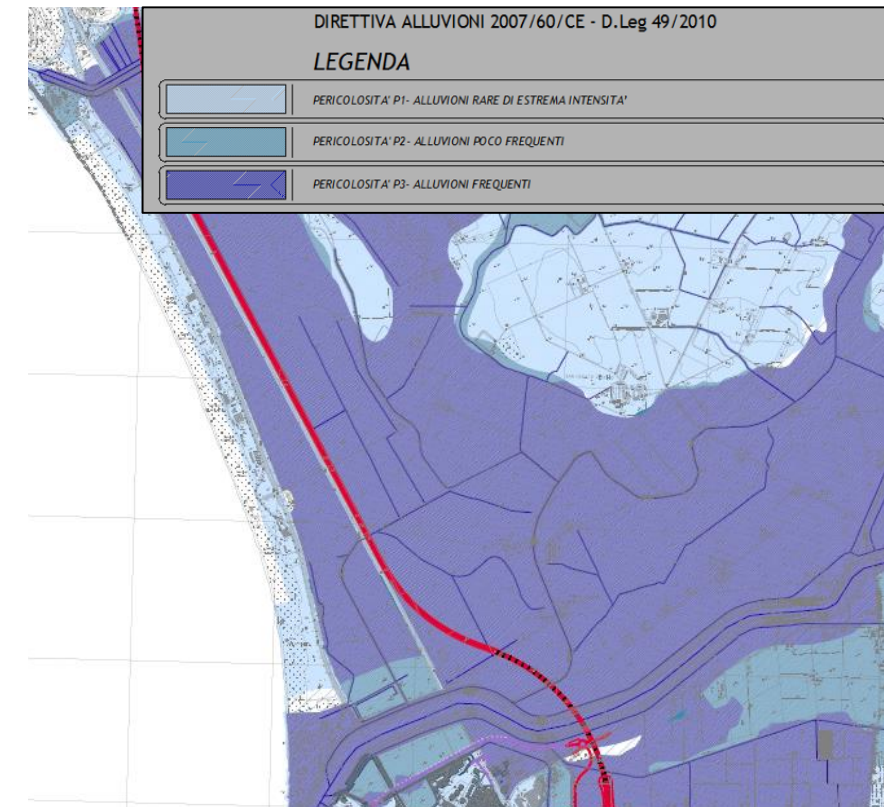 DIRETTIVA ALLUVIONI 2007/60/CE - D.Leg 49/2010
LEGENDA
PERICOLOSITA' P1- ALLUVIONI RARE DI ESTREMA INTENSITA'
PERICOLOSITA' P2- ALLUVIONI POCO FREQUENTI
PERICOLOSITA' P3- ALLUVIONI FREQUENTI